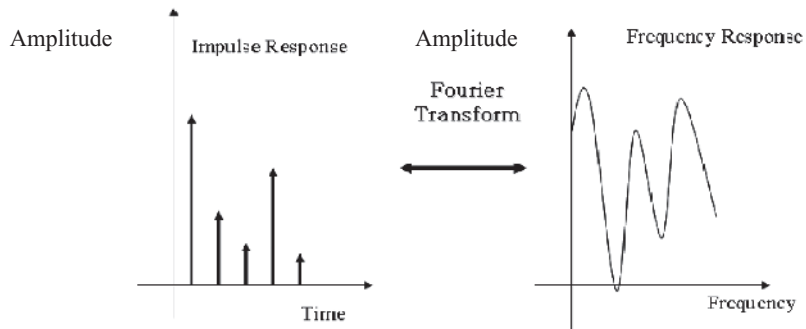 Amplitude
Impulse Response
Time
Fourier
Transform
Amplitude
Frequency Response
Frequency